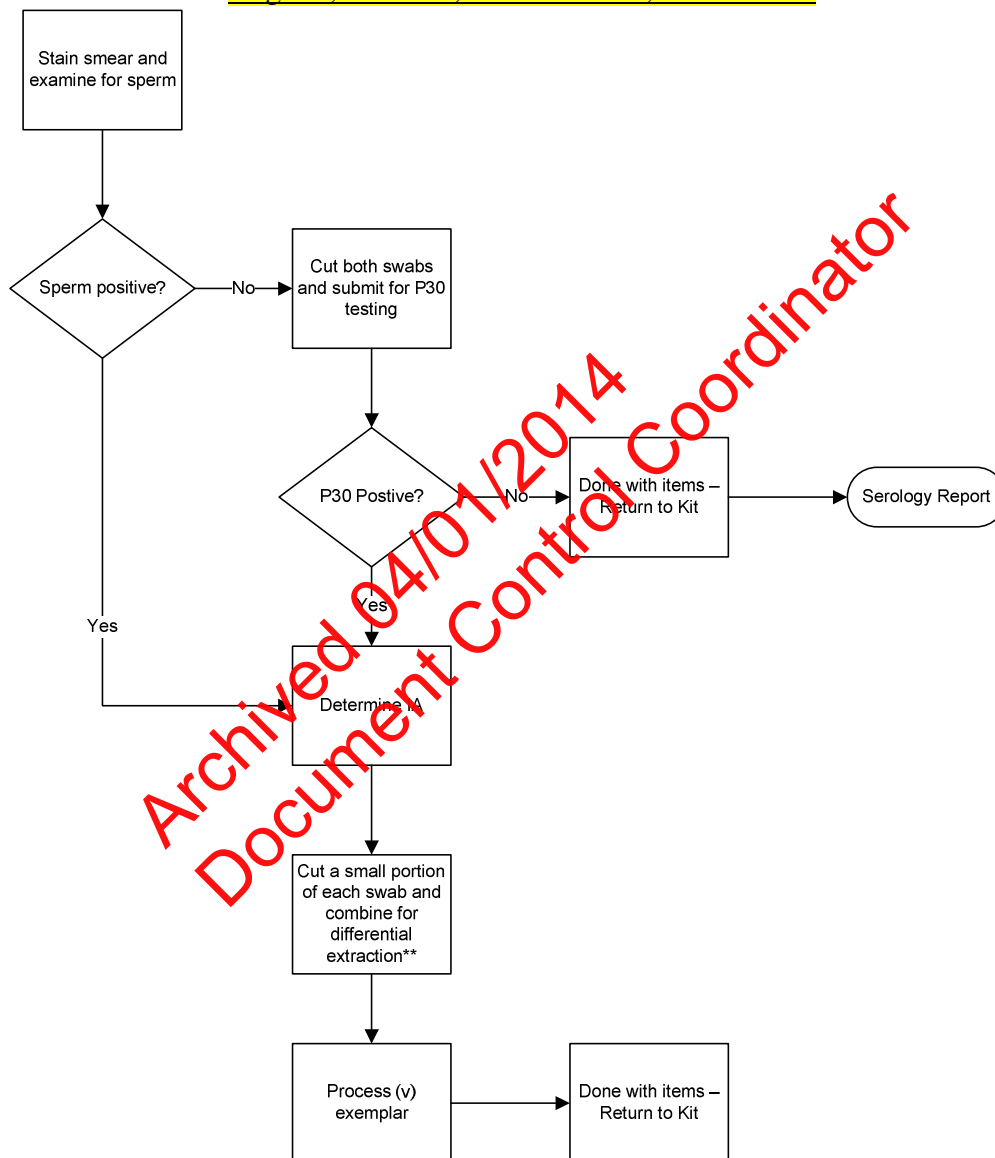 Stain smear and
examine for sperm
Sperm positive?
No
Cut both swabs
and submit for P30
testing
P30 Postive?
No
Done with items –
Return to Kit
Serology Report
Yes
Yes
Determine IA
Cut a small portion
of each swab and
combine for
differential
extraction**
Process (v)
exemplar
Done with items –
Return to Kit
Archived 04/01/2014
Document Control Coordinator